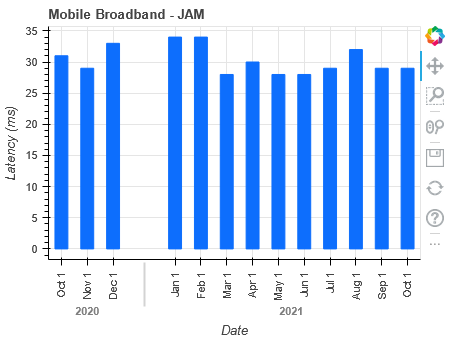 Mobile Broadband - JAM
35
30
25
20
15
10
5
0
Latency (ms)
Oct 1
Nov 1
Dec 1
Jan 1
Feb 1
Mar 1
Apr 1
May 1
Jun 1
Jul 1
Aug 1
Sep 1
Oct 1
2020
2021
Date